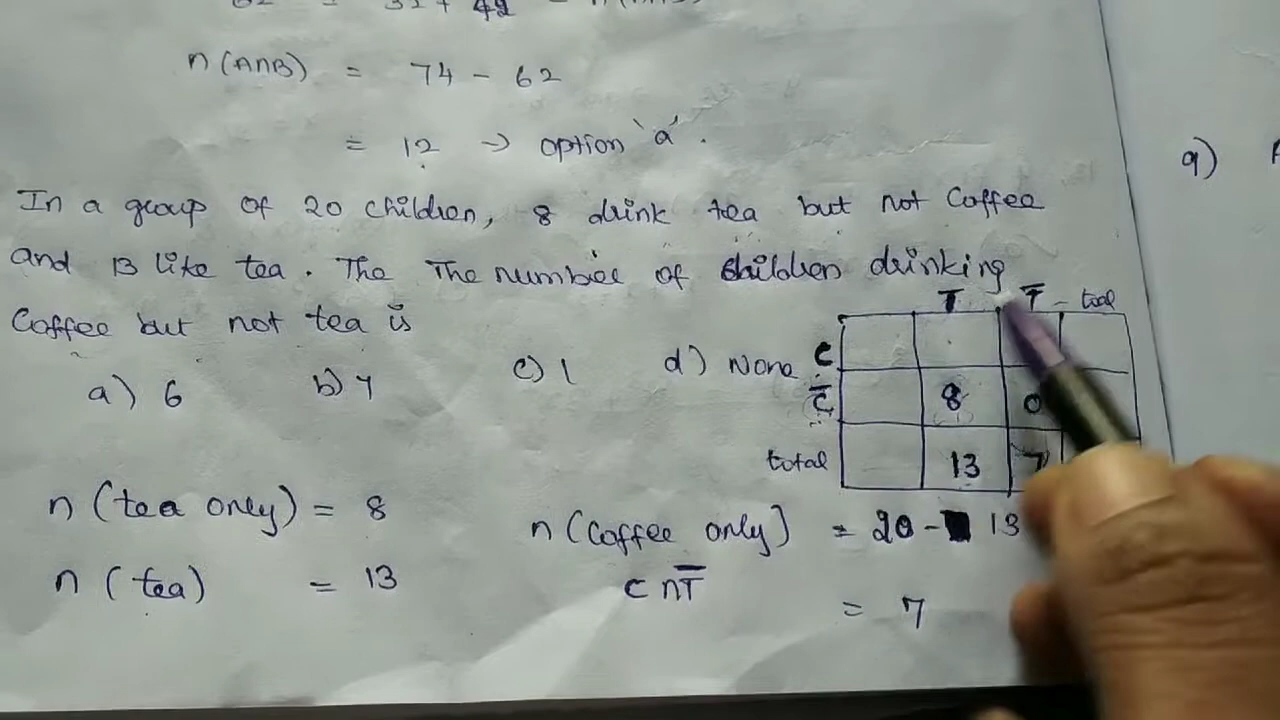 n(A∩B) = 74 - 62
= 12 → option 'a'.
9)
In a group of 20 children, 8 drink tea but not Coffee
and 13 like tea. The The number of children drinking
Coffee but not tea is
a) 6 b) 7 c) 1 d) None
T T̅ - total
C
C̅ 8 0
total 13 7
n (tea only) = 8
n (Coffee only) = 20 - 13
n (tea) = 13
C ∩ T̅
= 7